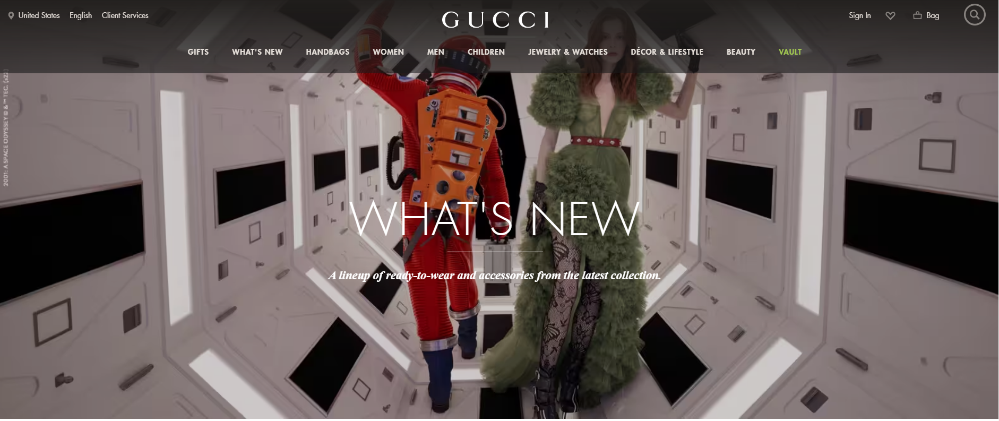 United States English Client Services
GUCCI
Sign In Bag
GIFTS WHAT'S NEW HANDBAGS WOMEN MEN CHILDREN JEWELRY & WATCHES DÉCOR & LIFESTYLE BEAUTY VAULT
2001: A SPACE ODYSSEY © & ™ TEC. (s22)
WHAT'S NEW
A lineup of ready-to-wear and accessories from the latest collection.